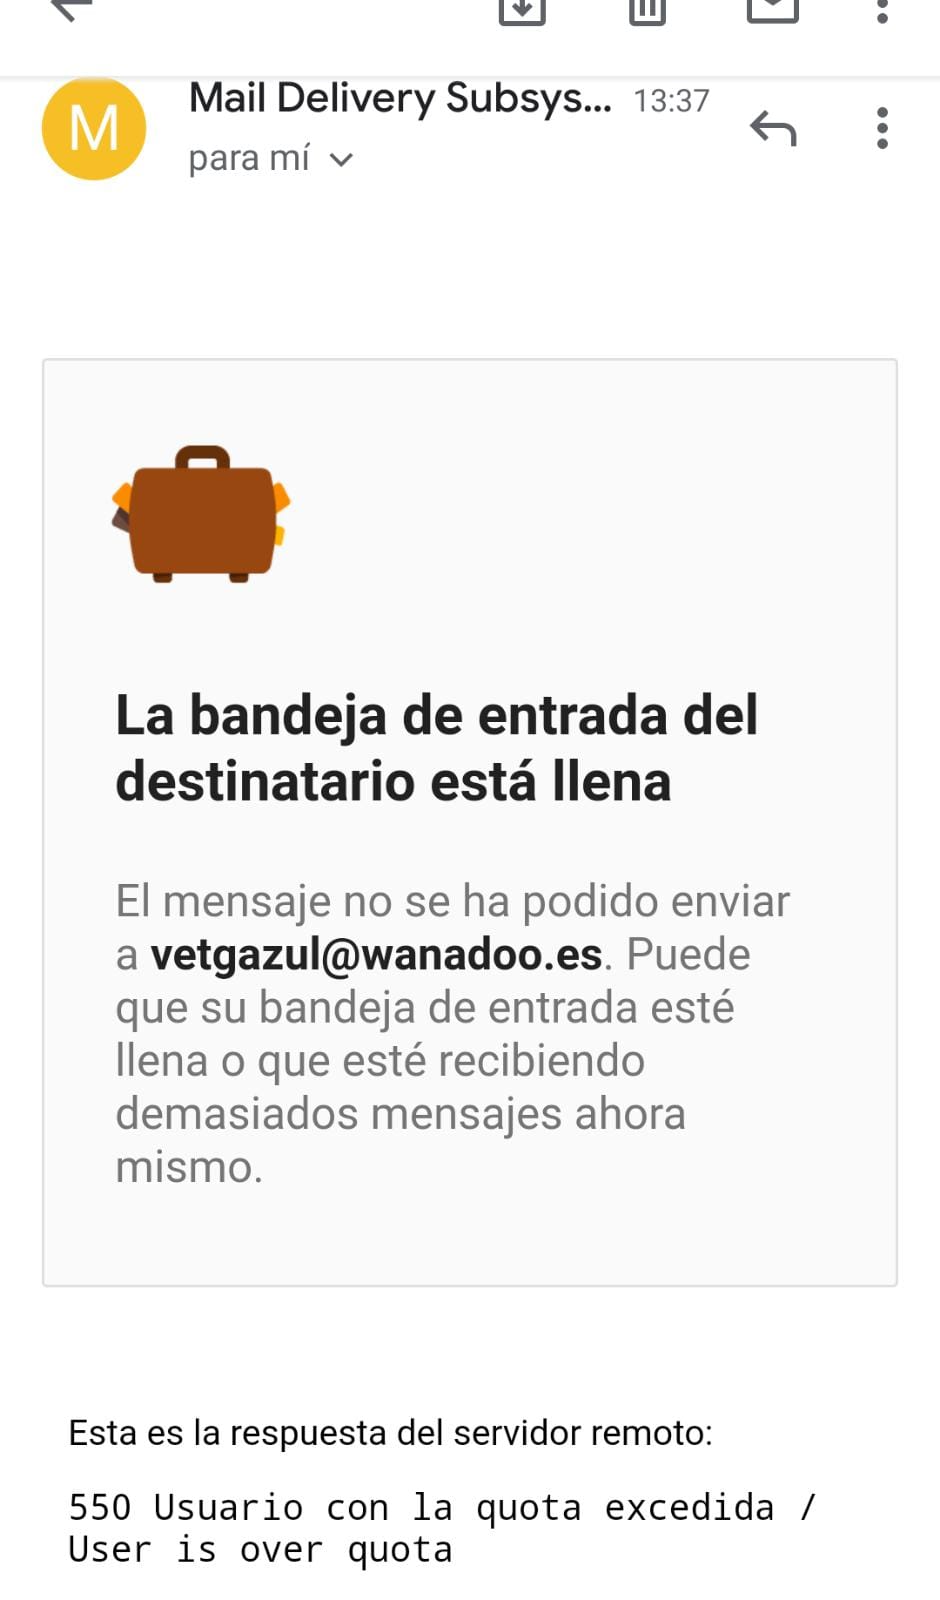 Mail Delivery Subsys... 13:37
M
para mí
La bandeja de entrada del
destinatario está llena
El mensaje no se ha podido enviar
a vetgazul@wanadoo.es. Puede
que su bandeja de entrada esté
llena o que esté recibiendo
demasiados mensajes ahora
mismo.
Esta es la respuesta del servidor remoto:
550 Usuario con la quota excedida /
User is over quota